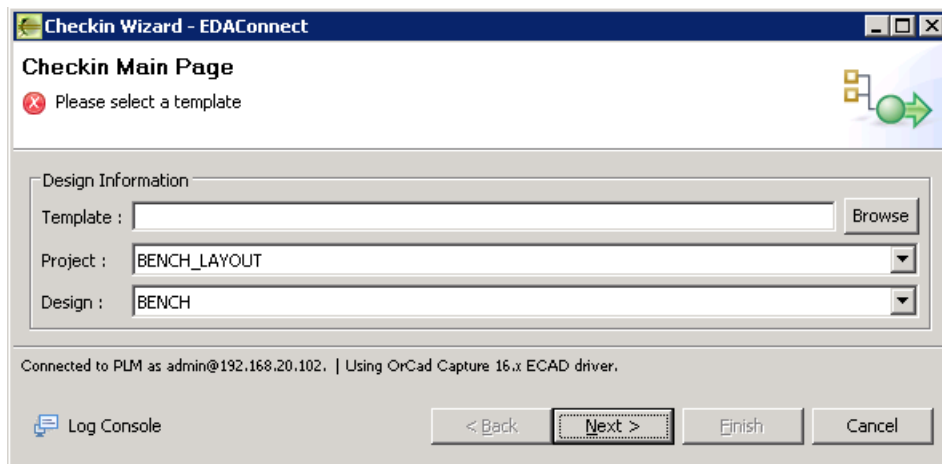 Checkin Wizard - EDAConnect
Checkin Main Page
Please select a template
Design Information
Template : Browse
Project : BENCH_LAYOUT
Design : BENCH
Connected to PLM as admin@192.168.20.102. | Using OrCad Capture 16.x ECAD driver.
Log Console < Back Next > Finish Cancel